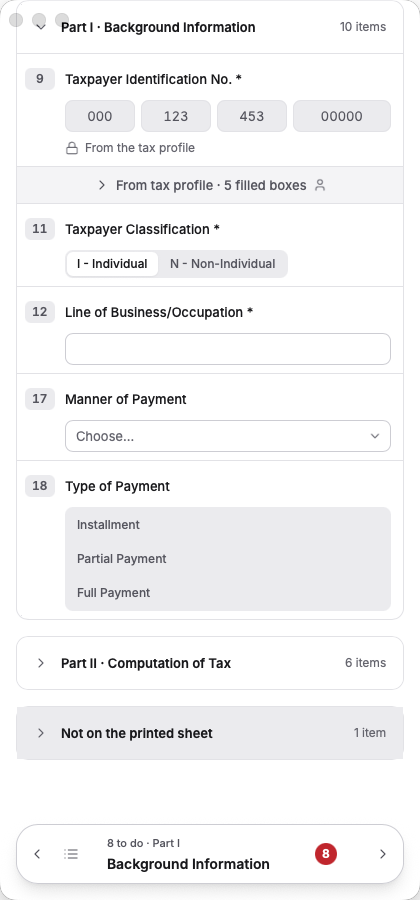 Part I · Background Information 10 items
9 Taxpayer Identification No. *
000 123 453 00000
From the tax profile
From tax profile · 5 filled boxes
11 Taxpayer Classification *
I - Individual N - Non-Individual
12 Line of Business/Occupation *
17 Manner of Payment
Choose...
18 Type of Payment
Installment
Partial Payment
Full Payment
Part II · Computation of Tax 6 items
Not on the printed sheet 1 item
8 to do · Part I
Background Information 8